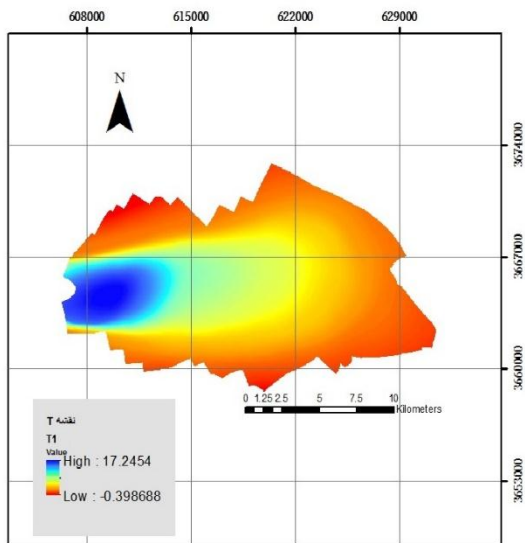 608000 615000 622000 629000
N
3674000
3667000
3660000
3653000
0 1.25 2.5 5 7.5 10
Kilometers
نقشه T
T1
Value
High : 17.2454
Low : -0.398688